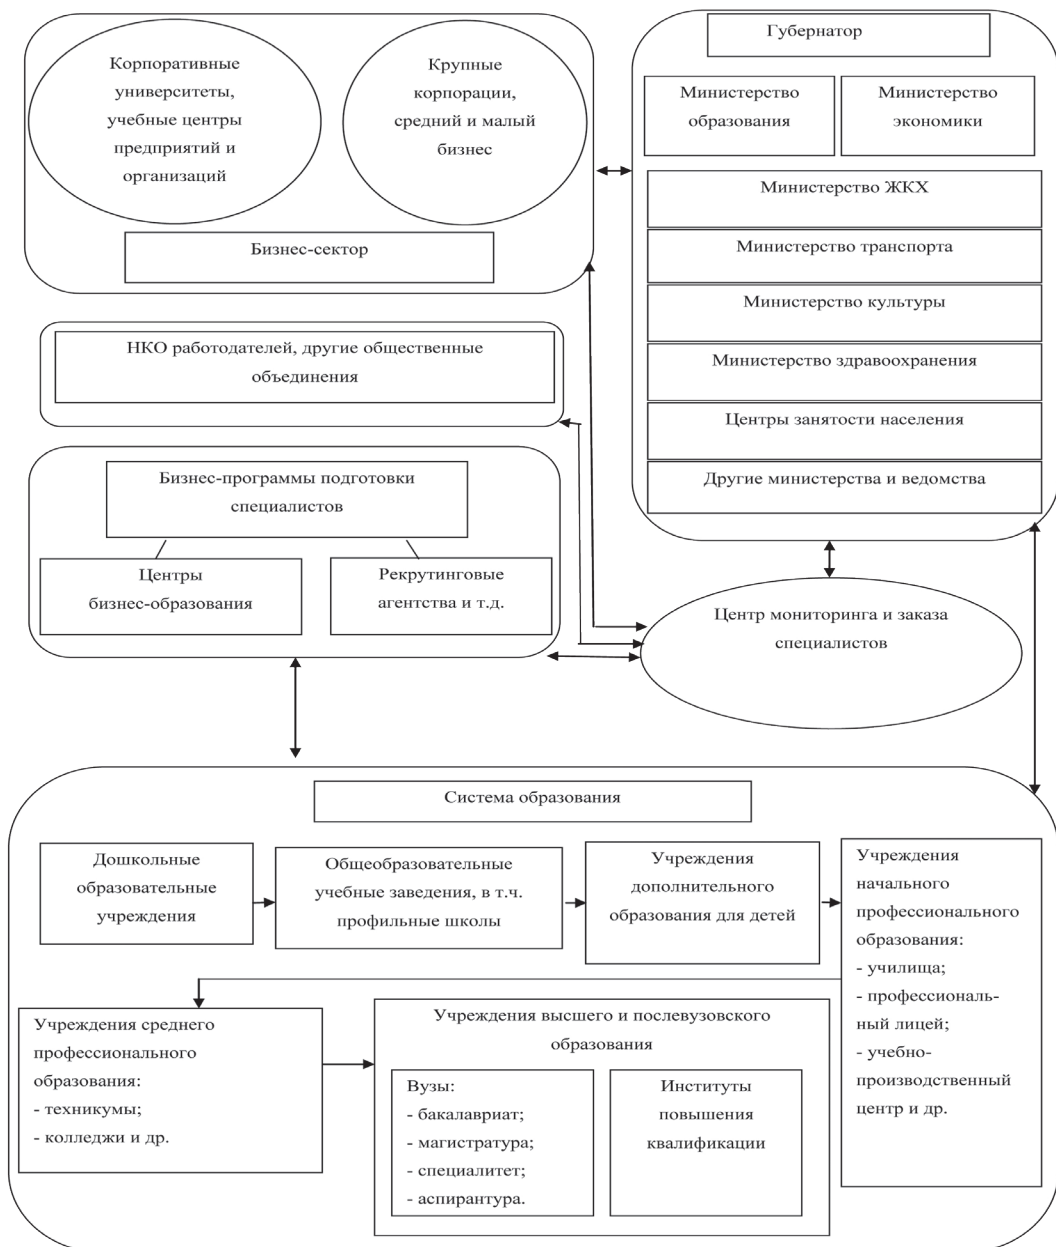 Корпоративные
университеты,
учебные центры
предприятий и
организаций
Крупные
корпорации,
средний и малый
бизнес
Бизнес-сектор
Губернатор
Министерство
образования
Министерство
экономики
Министерство ЖКХ
Министерство транспорта
Министерство культуры
Министерство здравоохранения
Центры занятости населения
Другие министерства и ведомства
НКО работодателей, другие общественные
объединения
Бизнес-программы подготовки
специалистов
Центры
бизнес-образования
Рекрутинговые
агентства и т.д.
Центр мониторинга и заказа
специалистов
Система образования
Дошкольные
образовательные
учреждения
Общеобразовательные
учебные заведения, в т.ч.
профильные школы
Учреждения
дополнительного
образования для детей
Учреждения
начального
профессионального
образования:
- училища;
- профессиональ-
ный лицей;
- учебно-
производственный
центр и др.
Учреждения среднего
профессионального
образования:
- техникумы;
- колледжи и др.
Учреждения высшего и послевузовского
образования
Вузы:
- бакалавриат;
- магистратура;
- специалитет;
- аспирантура.
Институты
повышения
квалификации